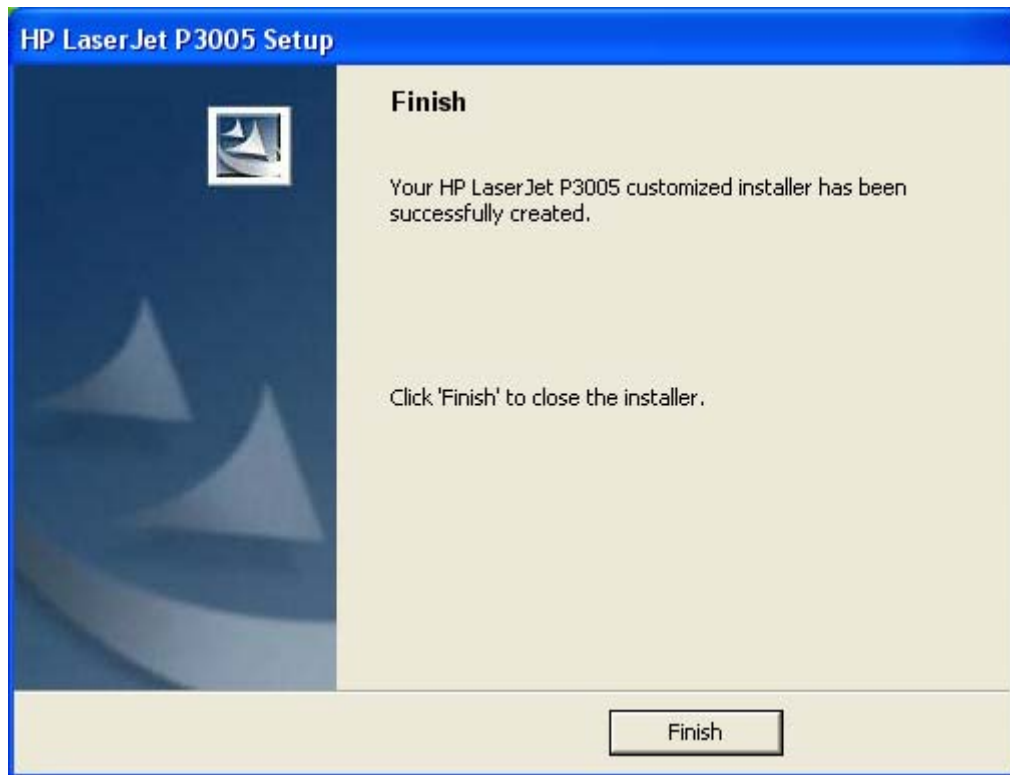 HP LaserJet P3005 Setup
Finish
Your HP LaserJet P3005 customized installer has been
successfully created.
Click 'Finish' to close the installer.
Finish